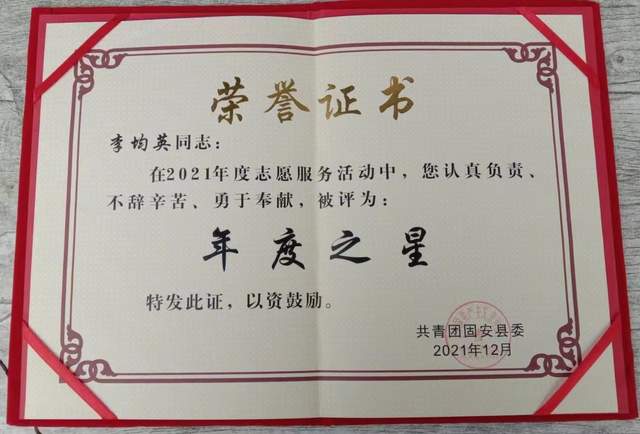 荣誉证书
李均英同志：
在2021年度志愿服务活动中，您认真负责、
不辞辛苦、勇于奉献，被评为：
年度之星
特发此证，以资鼓励。
共青团固安县委
2021年12月